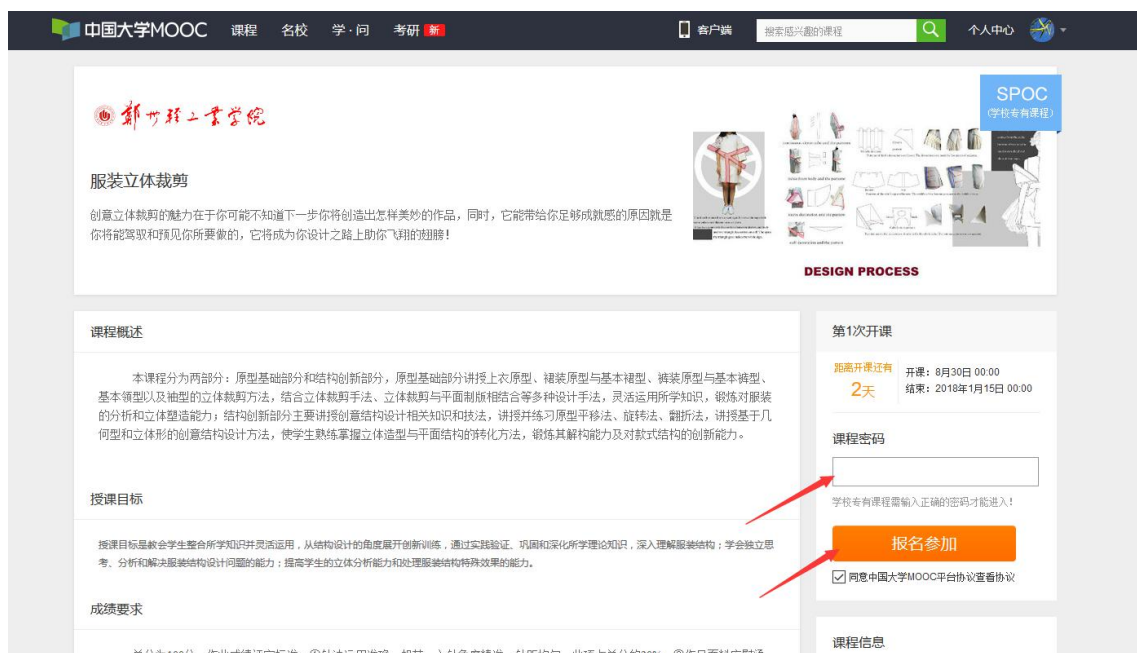 中国大学MOOC 课程 名校 学·问 考研 新 客户端 搜索感兴趣的课程 个人中心
SPOC
(学校专有课程)
郑州轻工业学院
服装立体裁剪
创意立体裁剪的魅力在于你可能不知道下一步你将创造出怎样美妙的作品，同时，它能带给你足够成就感的原因就是
你将能驾驭和预见你所要做的，它将成为你设计之路上助你飞翔的翅膀！
DESIGN PROCESS
课程概述
本课程分为两部分：原型基础部分和结构创新部分，原型基础部分讲授上衣原型、裙装原型与基本裙型、裤装原型与基本裤型、
基本领型以及袖型的立体裁剪方法，结合立体裁剪手法、立体裁剪与平面制版相结合等多种设计手法，灵活运用所学知识，锻炼对服装
的分析和立体塑造能力；结构创新部分主要讲授创意结构设计相关知识和技法，讲授并练习原型平移法、旋转法、翻折法，讲授基于几
何型和立体形的创意结构设计方法，使学生熟练掌握立体造型与平面结构的转化方法，锻炼其解构能力及对款式结构的创新能力。
授课目标
授课目标是教会学生整合所学知识并灵活运用，从结构设计的角度展开创新训练，通过实践验证、巩固和深化所学理论知识，深入理解服装结构；学会独立思
考、分析和解决服装结构设计问题的能力；提高学生的立体分析能力和处理服装结构特殊效果的能力。
成绩要求
第1次开课
距离开课还有
2天
开课：8月30日 00:00
结束：2018年1月15日 00:00
课程密码
学校专有课程需输入正确的密码才能进入！
报名参加
同意中国大学MOOC平台协议查看协议
课程信息